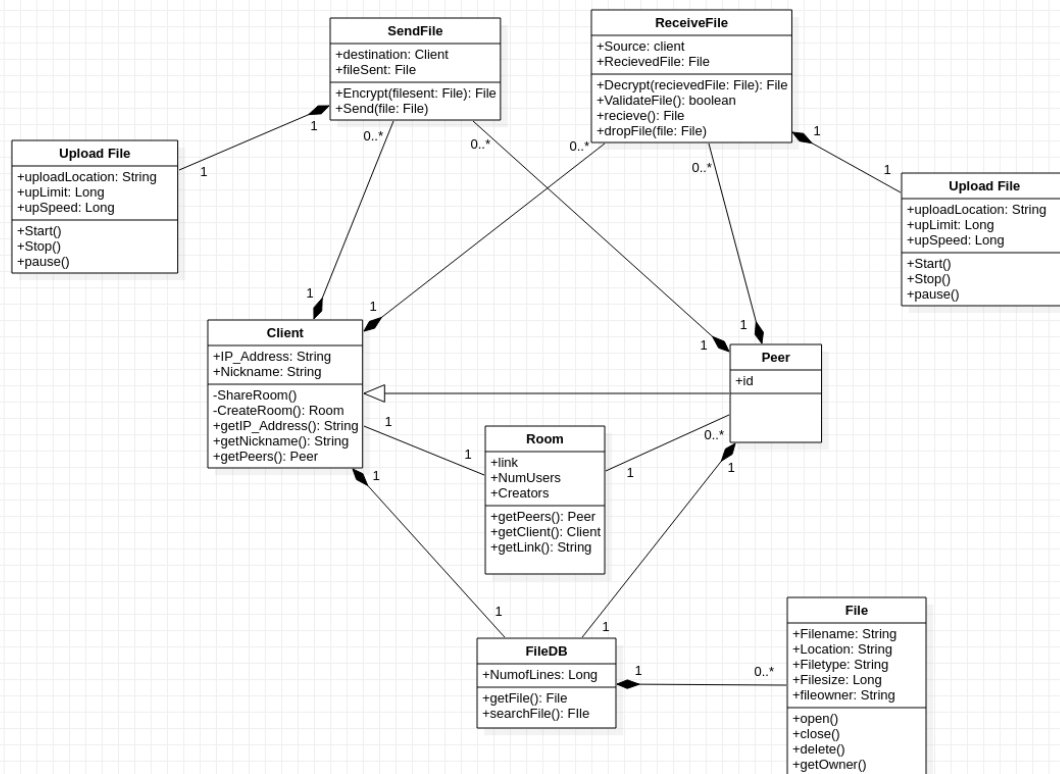 SendFile
+destination: Client
+fileSent: File
+Encrypt(filesent: File): File
+Send(file: File)
ReceiveFile
+Source: client
+RecievedFile: File
+Decrypt(recievedFile: File): File
+ValidateFile(): boolean
+recieve(): File
+dropFile(file: File)
1
0..*
0..*
0..*
0..*
1
1
1
Upload File
+uploadLocation: String
+upLimit: Long
+upSpeed: Long
+Start()
+Stop()
+pause()
Upload File
+uploadLocation: String
+upLimit: Long
+upSpeed: Long
+Start()
+Stop()
+pause()
1
1
1
1
Client
+IP_Address: String
+Nickname: String
-ShareRoom()
-CreateRoom(): Room
+getIP_Address(): String
+getNickname(): String
+getPeers(): Peer
Peer
+id
1
1
0..*
1
1
1
Room
+link
+NumUsers
+Creators
+getPeers(): Peer
+getClient(): Client
+getLink(): String
1
1
FileDB
+NumofLines: Long
+getFile(): File
+searchFile(): FIle
1
0..*
File
+Filename: String
+Location: String
+Filetype: String
+Filesize: Long
+fileowner: String
+open()
+close()
+delete()
+getOwner()